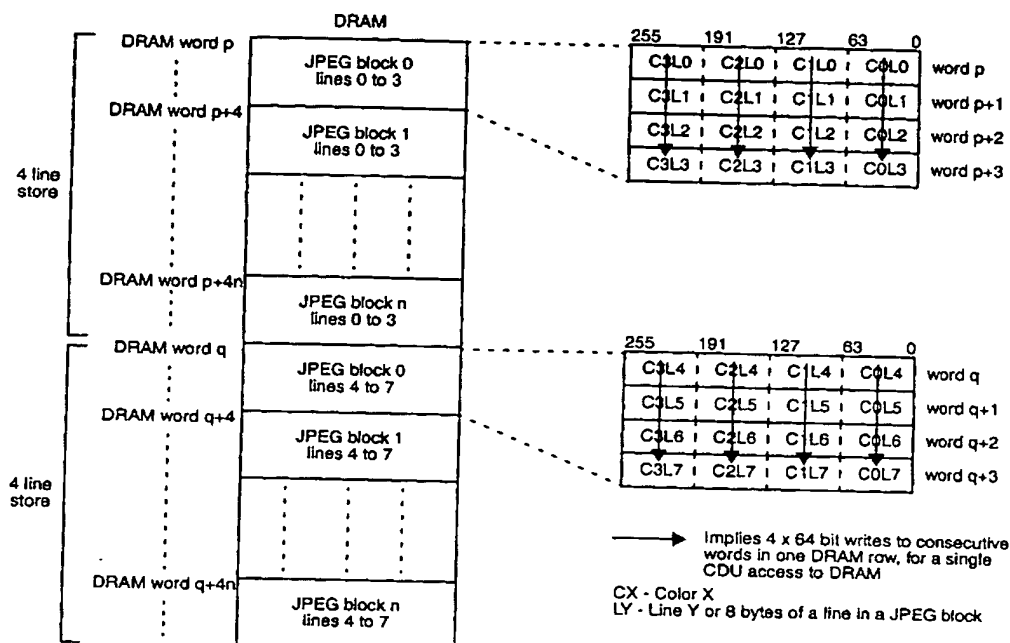 DRAM
DRAM word p
JPEG block 0
lines 0 to 3
DRAM word p+4
JPEG block 1
lines 0 to 3
4 line
store
DRAM word p+4n
JPEG block n
lines 0 to 3
DRAM word q
JPEG block 0
lines 4 to 7
DRAM word q+4
JPEG block 1
lines 4 to 7
4 line
store
DRAM word q+4n
JPEG block n
lines 4 to 7
255 191 127 63 0
C3L0 C2L0 C1L0 C0L0 word p
C3L1 C2L1 C1L1 C0L1 word p+1
C3L2 C2L2 C1L2 C0L2 word p+2
C3L3 C2L3 C1L3 C0L3 word p+3
255 191 127 63 0
C3L4 C2L4 C1L4 C0L4 word q
C3L5 C2L5 C1L5 C0L5 word q+1
C3L6 C2L6 C1L6 C0L6 word q+2
C3L7 C2L7 C1L7 C0L7 word q+3
Implies 4 x 64 bit writes to consecutive
words in one DRAM row, for a single
CDU access to DRAM
CX - Color X
LY - Line Y or 8 bytes of a line in a JPEG block